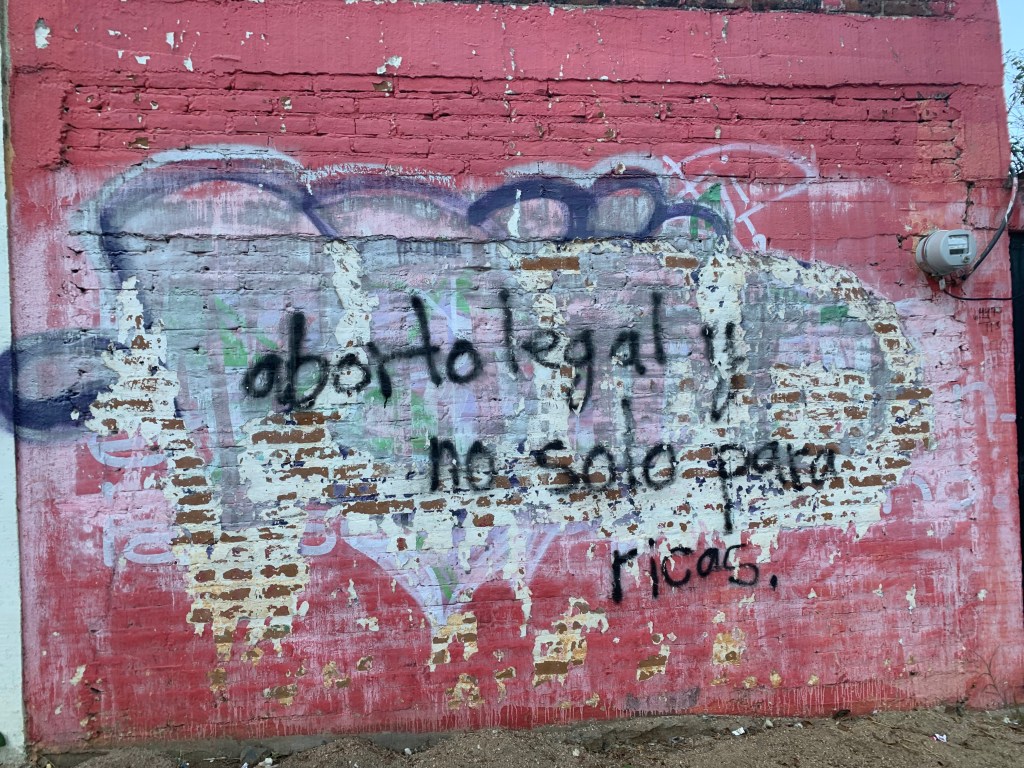 aborto legal y
no solo para
ricas.